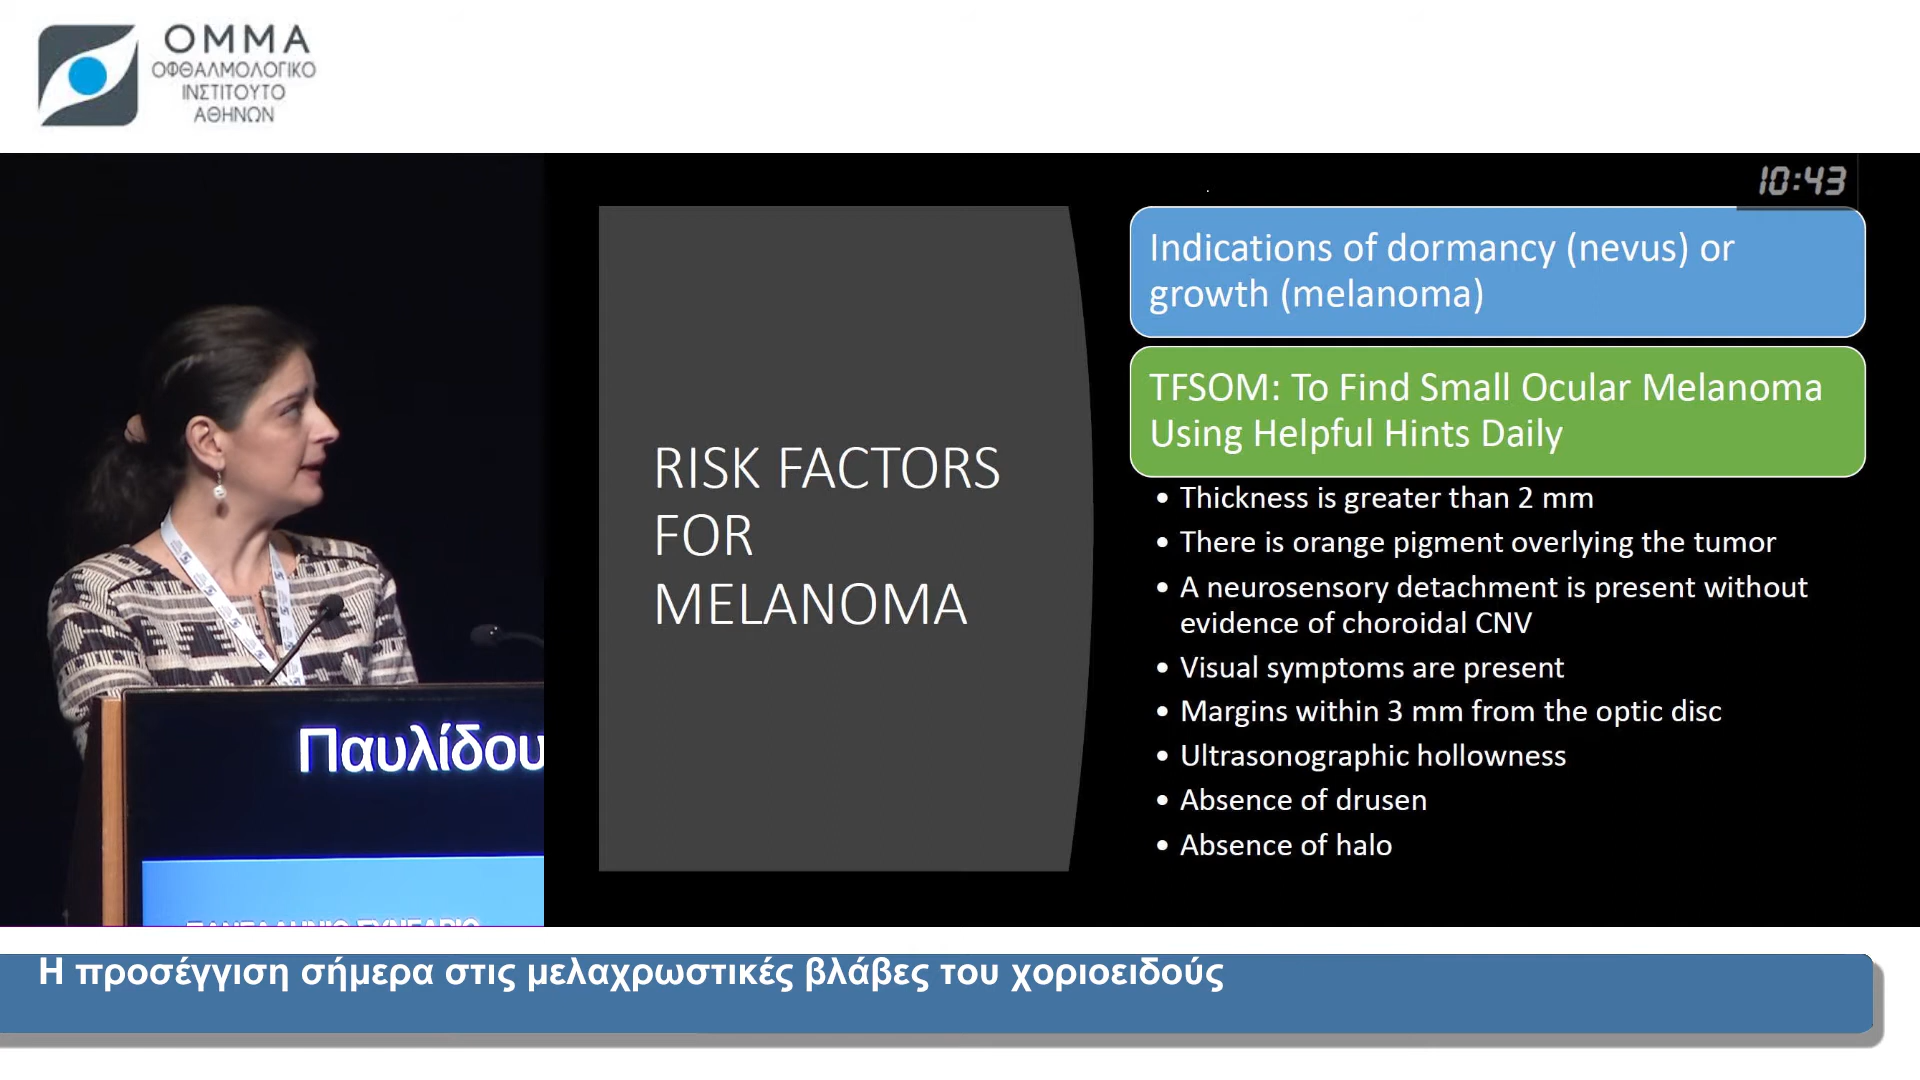 ΟΜΜΑ
ΟΦΘΑΛΜΟΛΟΓΙΚΟ
ΙΝΣΤΙΤΟΥΤΟ
ΑΘΗΝΩΝ
10:43
Indications of dormancy (nevus) or
growth (melanoma)
TFSOM: To Find Small Ocular Melanoma
Using Helpful Hints Daily
RISK FACTORS
FOR
MELANOMA
• Thickness is greater than 2 mm
• There is orange pigment overlying the tumor
• A neurosensory detachment is present without
evidence of choroidal CNV
• Visual symptoms are present
• Margins within 3 mm from the optic disc
• Ultrasonographic hollowness
• Absence of drusen
• Absence of halo
Παυλίδου
Η προσέγγιση σήμερα στις μελαχρωστικές βλάβες του χοριοειδούς